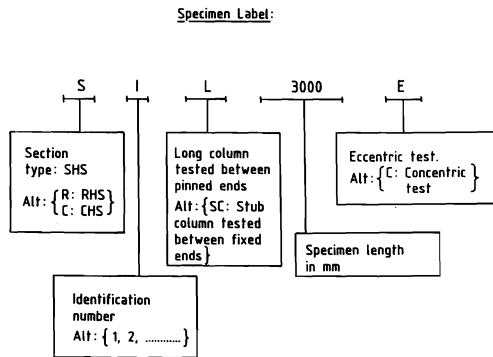 Specimen Label:
S I L 3000 E
Section
type: SHS
Alt: { R: RHS
C: CHS }
Long column
tested between
pinned ends
Alt: {SC: Stub
column tested
between fixed
ends}
Eccentric test.
Alt: { C: Concentric
test }
Specimen length
in mm
Identification
number
Alt: { 1, 2, ............}